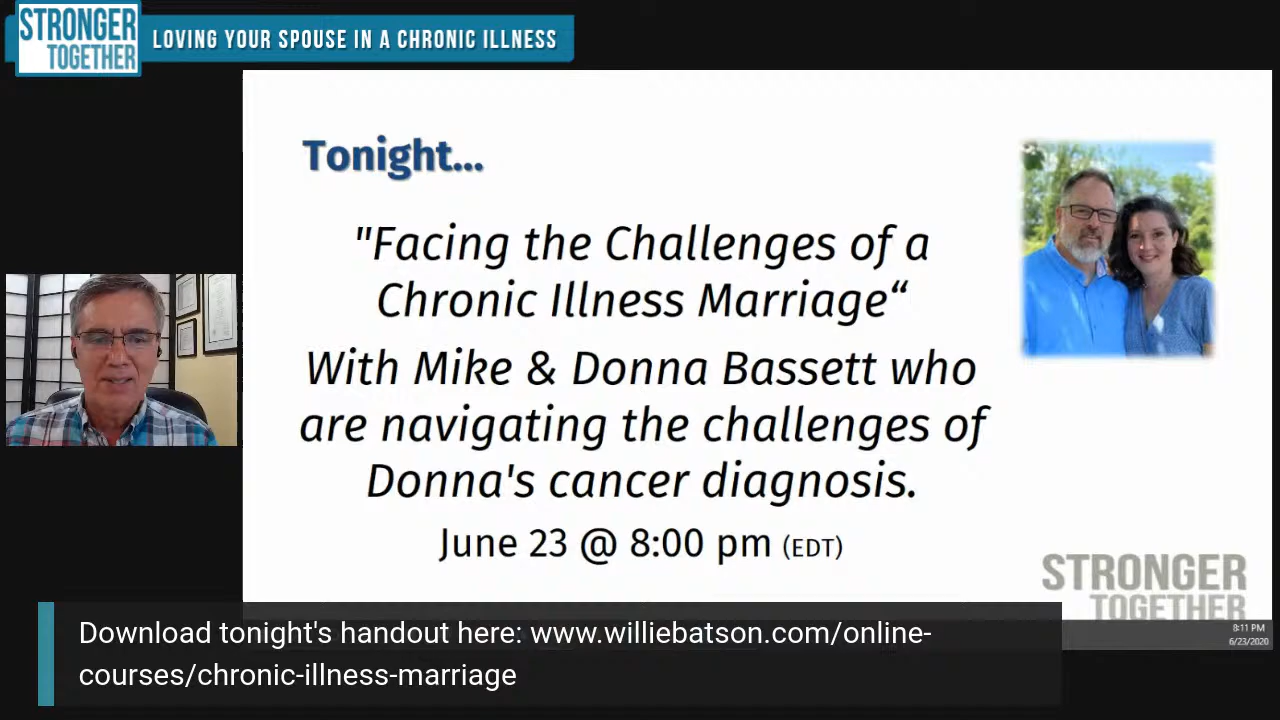 STRONGER
TOGETHER
LOVING YOUR SPOUSE IN A CHRONIC ILLNESS
Tonight...
"Facing the Challenges of a
Chronic Illness Marriage“
With Mike & Donna Bassett who
are navigating the challenges of
Donna's cancer diagnosis.
June 23 @ 8:00 pm (EDT)
STRONGER
TOGETHER
8:11 PM
6/23/2020
Download tonight's handout here: www.williebatson.com/online-
courses/chronic-illness-marriage